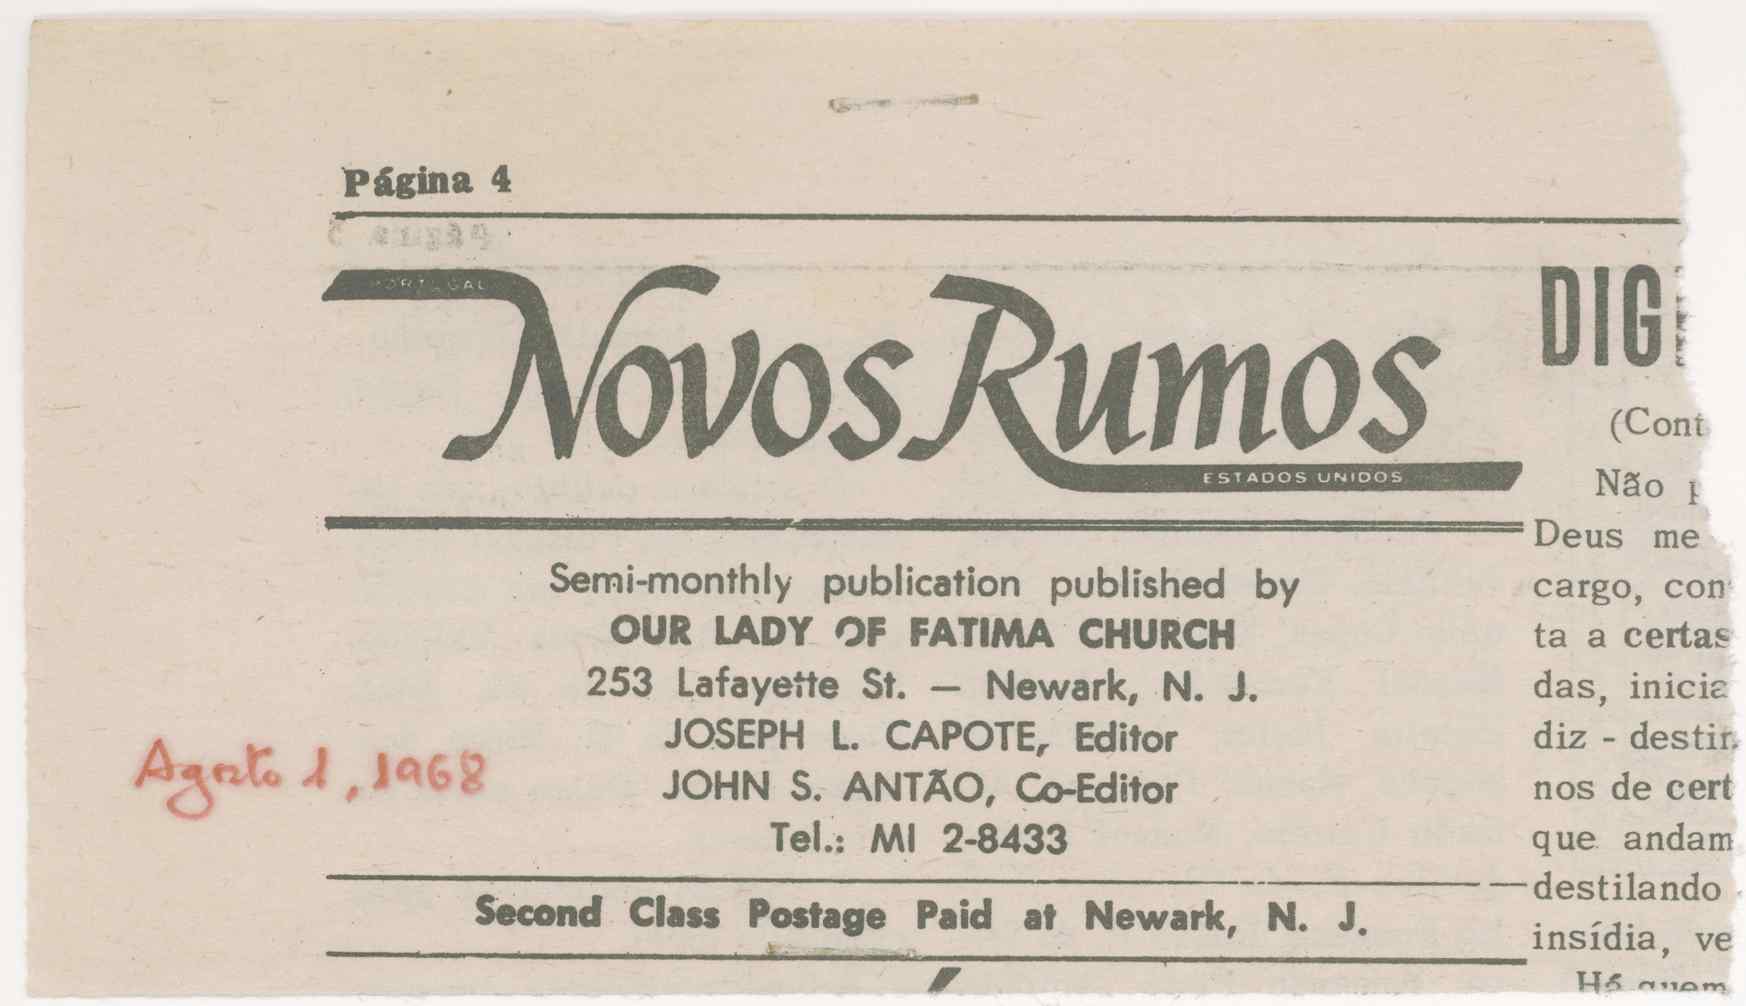 Página 4
PORTUGAL
Novos Rumos
ESTADOS UNIDOS
Semi-monthly publication published by
OUR LADY OF FATIMA CHURCH
253 Lafayette St. — Newark, N. J.
JOSEPH L. CAPOTE, Editor
JOHN S. ANTÃO, Co-Editor
Tel.: MI 2-8433
Second Class Postage Paid at Newark, N. J.
Agosto 1, 1968
DIG
(Cont
Não
Deus me
cargo, con
ta a certas
das, inicia
diz - destin
nos de cert
que andam
destilando
insídia, ve
Há quem